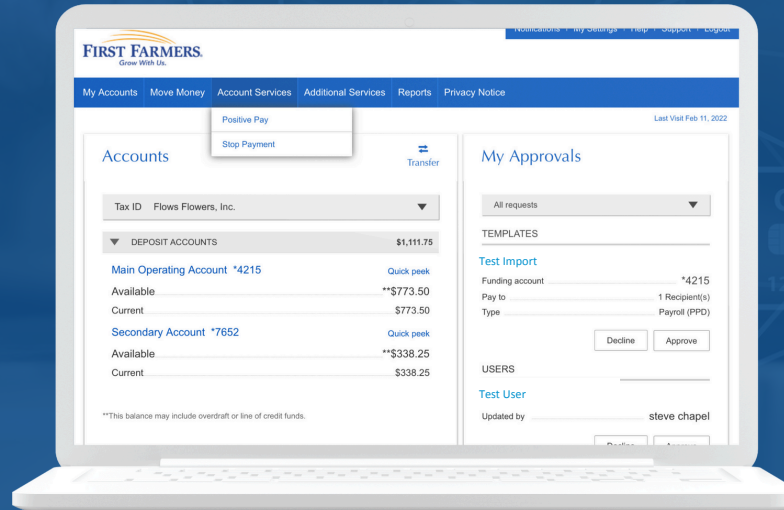 Notifications My Settings Help Support Logout
FIRST FARMERS.
Grow With Us.
My Accounts Move Money Account Services Additional Services Reports Privacy Notice
Positive Pay
Stop Payment
Last Visit Feb 11, 2022
Accounts
Transfer
Tax ID Flows Flowers, Inc.
DEPOSIT ACCOUNTS $1,111.75
Main Operating Account *4215 Quick peek
Available **$773.50
Current $773.50
Secondary Account *7652 Quick peek
Available **$338.25
Current $338.25
**This balance may include overdraft or line of credit funds.
My Approvals
All requests
TEMPLATES
Test Import
Funding account *4215
Pay to 1 Recipient(s)
Type Payroll (PPD)
Decline Approve
USERS
Test User
Updated by steve chapel
Decline Approve